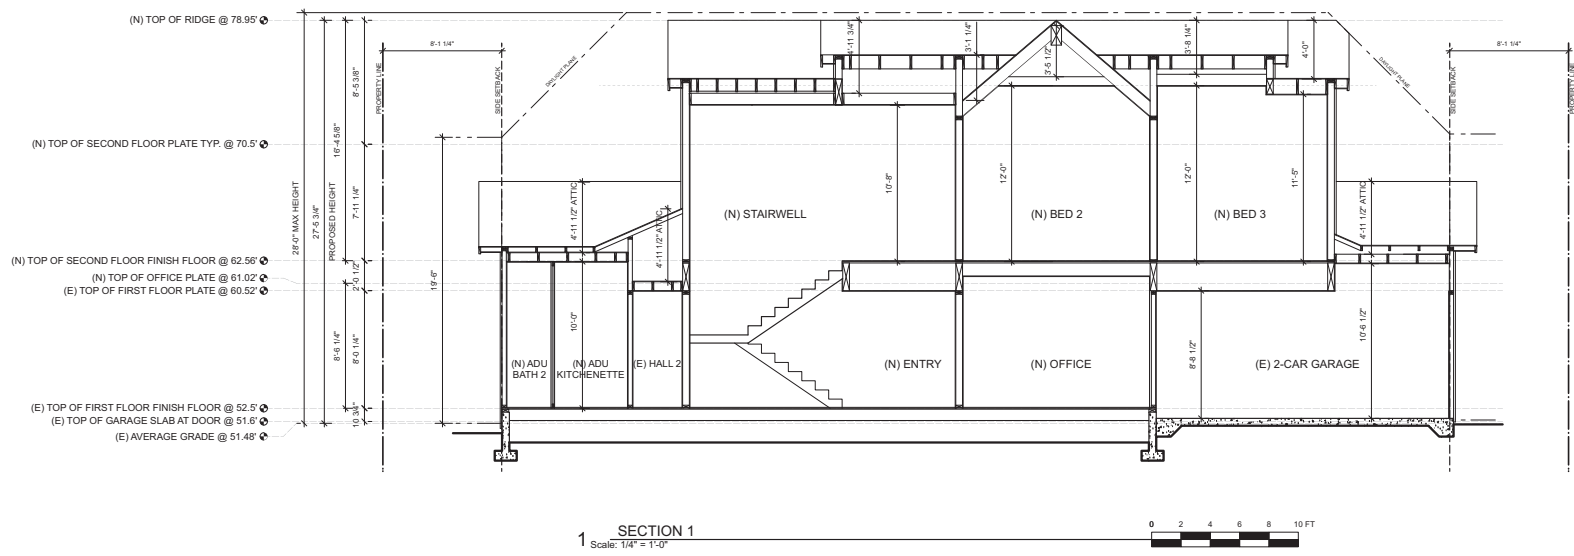 (N) TOP OF RIDGE @ 78.95'
(N) TOP OF SECOND FLOOR PLATE TYP. @ 70.5'
(N) TOP OF SECOND FLOOR FINISH FLOOR @ 62.56'
(N) TOP OF OFFICE PLATE @ 61.02'
(E) TOP OF FIRST FLOOR PLATE @ 60.52'
(E) TOP OF FIRST FLOOR FINISH FLOOR @ 52.5'
(E) TOP OF GARAGE SLAB AT DOOR @ 51.6'
(E) AVERAGE GRADE @ 51.48'
28'-0" MAX HEIGHT
27'-5 3/4"
PROPOSED HEIGHT
16'-4 5/8"
8'-6 1/4"
8'-5 3/8"
7'-11 1/4"
2'-0 1/2"
8'-0 1/4"
10 3/4"
PROPERTY LINE
8'-1 1/4"
19'-6"
SIDE SETBACK
DAYLIGHT PLANE
4'-11 1/2" ATTIC
4'-11 1/2" ATTIC
10'-0"
4'-11 3/4"
10'-8"
3'-1 1/4"
3'-5 1/2"
12'-0"
3'-8 1/4"
12'-0"
4'-0"
11'-5"
4'-11 1/2" ATTIC
8'-8 1/2"
10'-6 1/2"
DAYLIGHT PLANE
SIDE SETBACK
8'-1 1/4"
PROPERTY LINE
(N) STAIRWELL
(N) BED 2
(N) BED 3
(N) ADU
BATH 2
(N) ADU
KITCHENETTE
(E) HALL 2
(N) ENTRY
(N) OFFICE
(E) 2-CAR GARAGE
1
SECTION 1
Scale: 1/4" = 1'-0"
0 2 4 6 8 10 FT